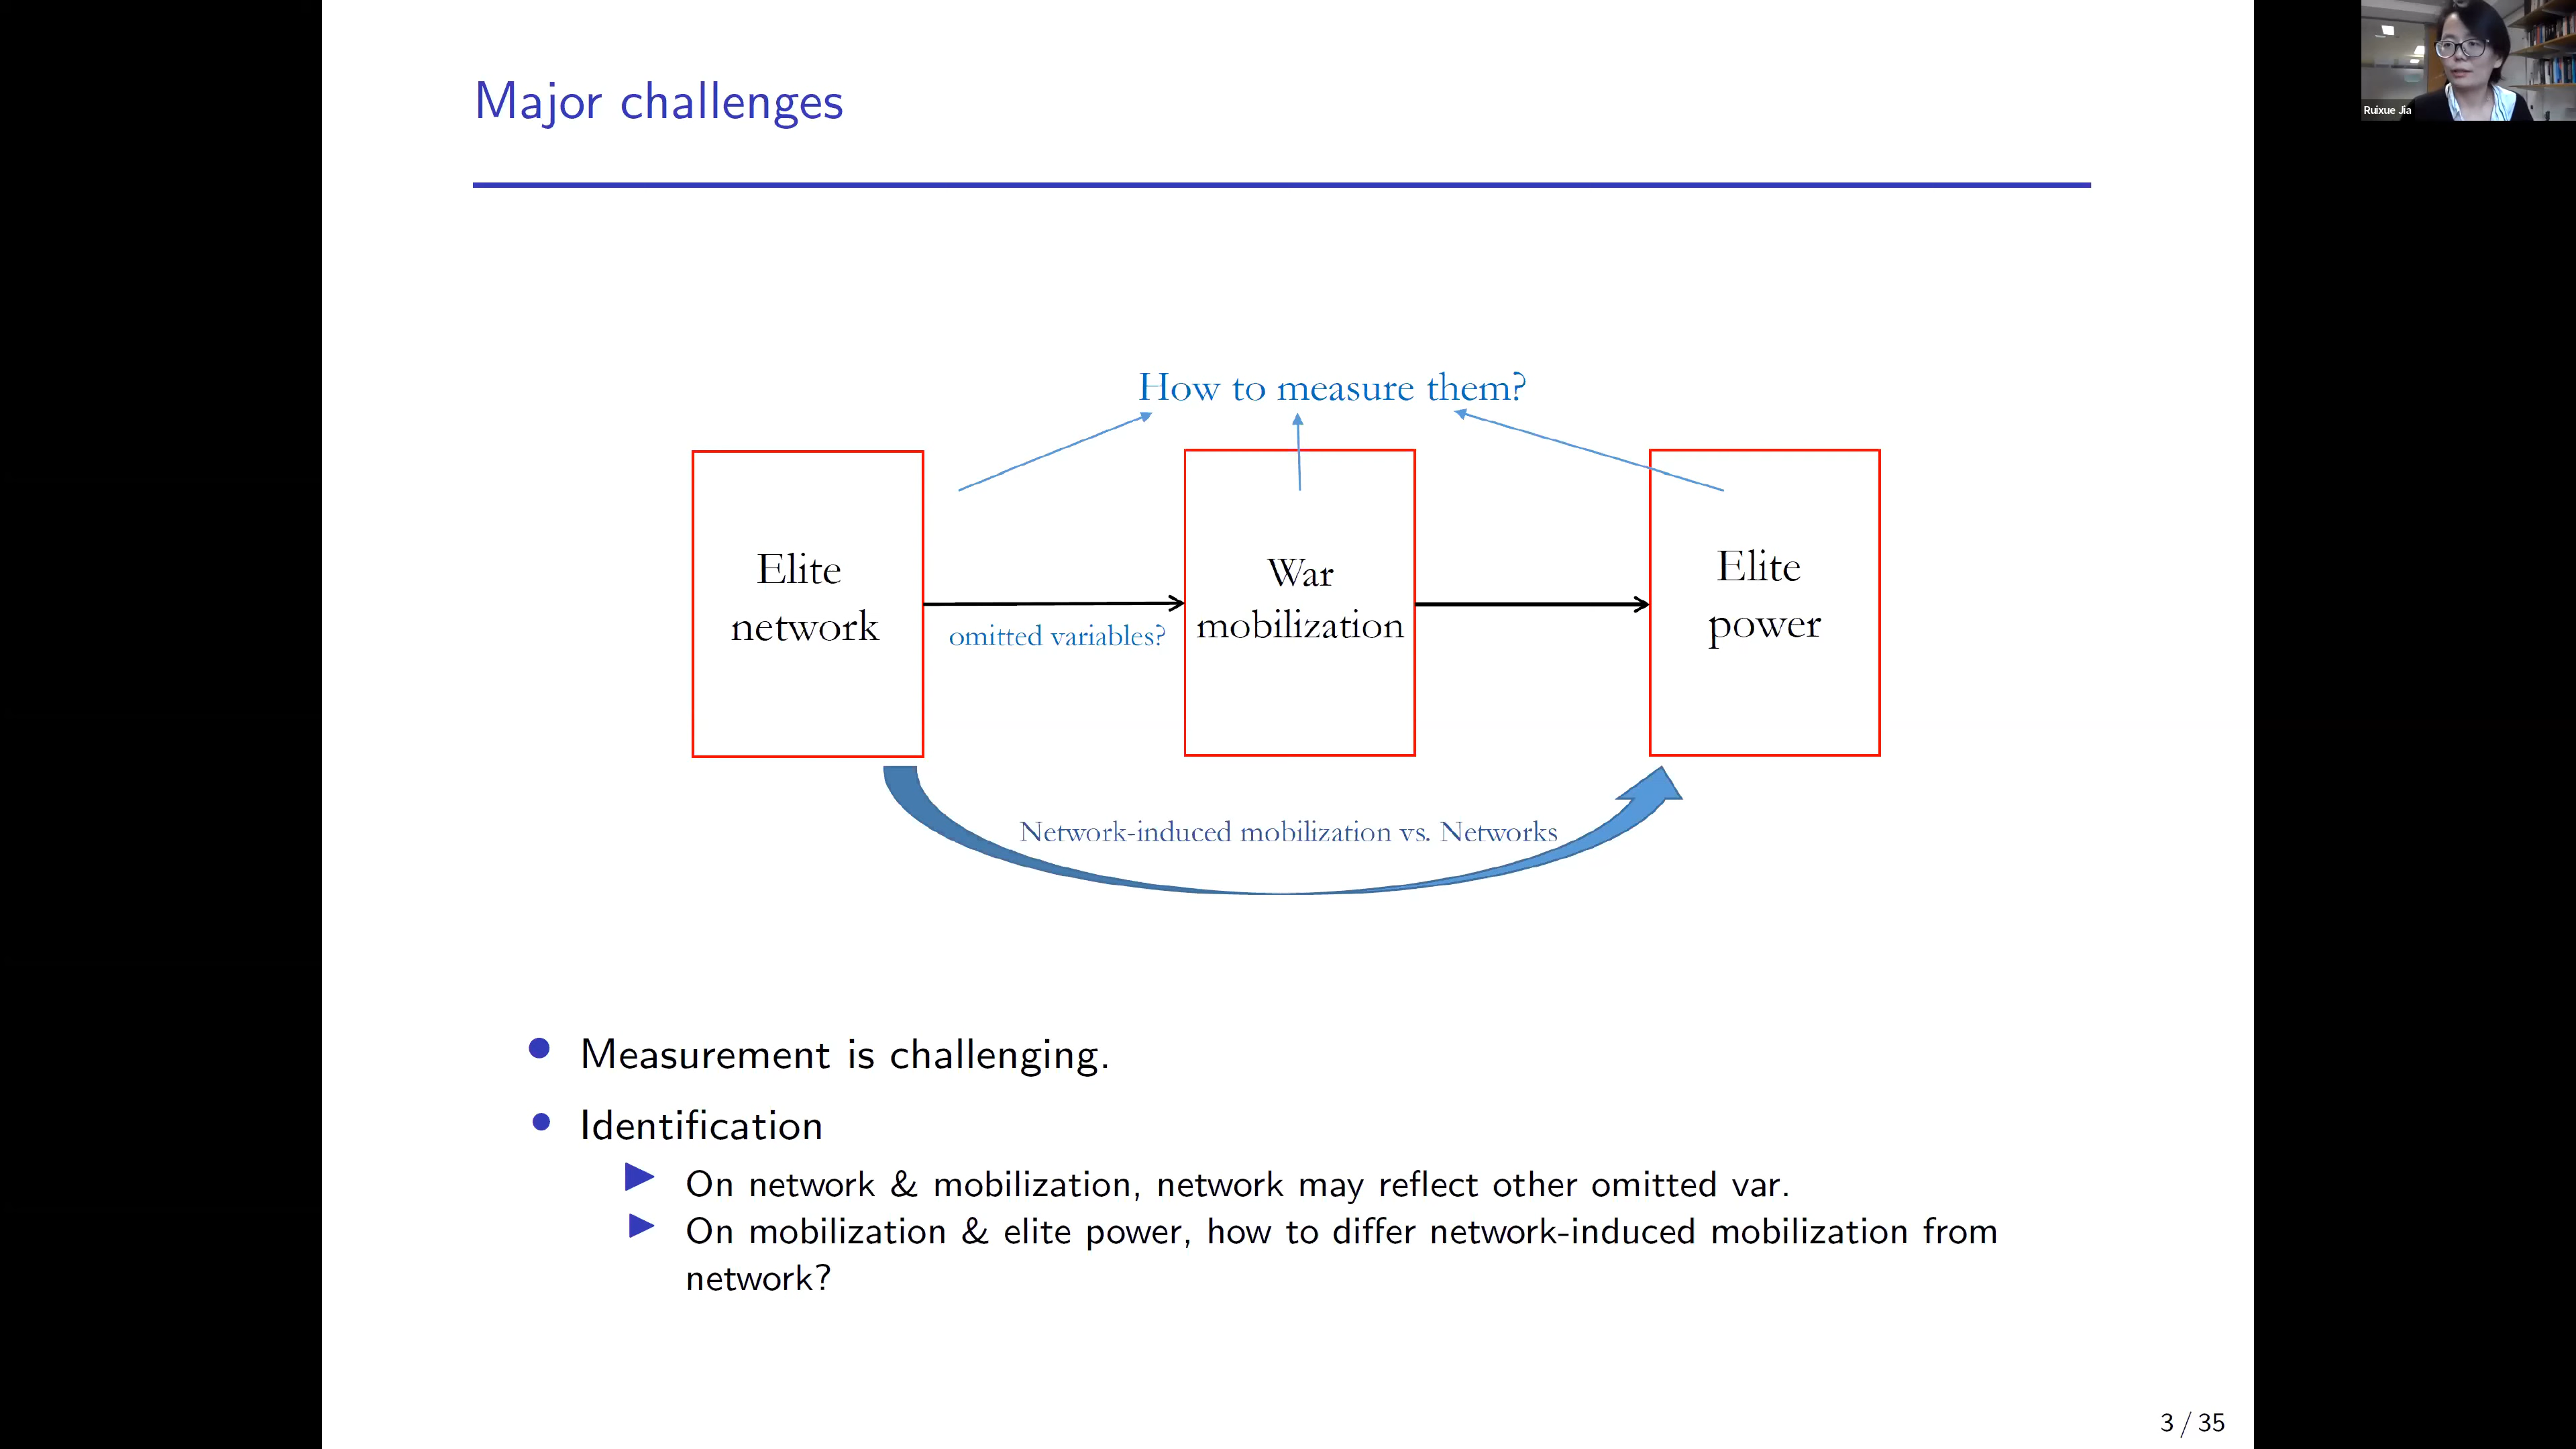 Major challenges
Ruixue Jia
How to measure them?
Elite
network
omitted variables?
War
mobilization
Elite
power
Network-induced mobilization vs. Networks
• Measurement is challenging.
• Identification
▶ On network & mobilization, network may reflect other omitted var.
▶ On mobilization & elite power, how to differ network-induced mobilization from
network?
3 / 35